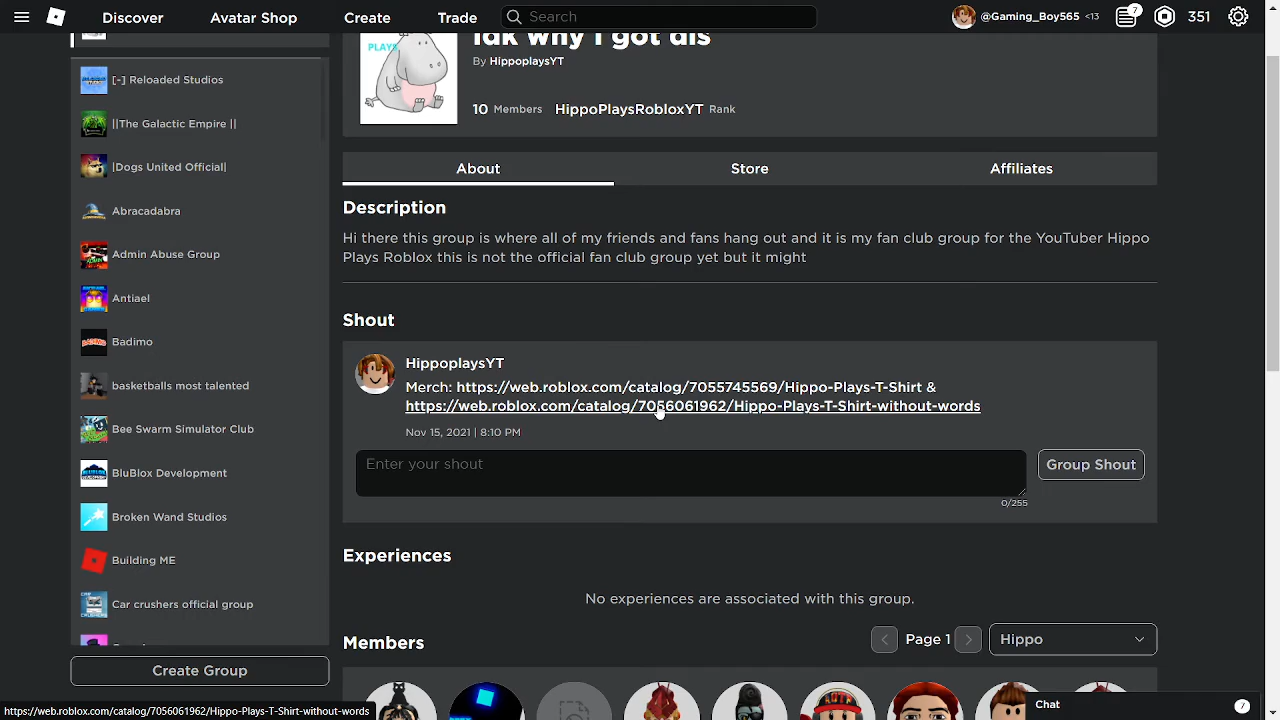 Discover
Avatar Shop
Create
Trade
Search
@Gaming_Boy565 <13
7
351
[-] Reloaded Studios
||The Galactic Empire ||
|Dogs United Official|
Abracadabra
Admin Abuse Group
Antiael
Badimo
basketballs most talented
Bee Swarm Simulator Club
BluBlox Development
Broken Wand Studios
Building ME
Car crushers official group
Create Group
PLAYS
Idk why I got dis
By HippoplaysYT
10 Members HippoPlaysRobloxYT Rank
About
Store
Affiliates
Description
Hi there this group is where all of my friends and fans hang out and it is my fan club group for the YouTuber Hippo
Plays Roblox this is not the official fan club group yet but it might
Shout
HippoplaysYT
Merch: https://web.roblox.com/catalog/7055745569/Hippo-Plays-T-Shirt &
https://web.roblox.com/catalog/7056061962/Hippo-Plays-T-Shirt-without-words
Nov 15, 2021 | 8:10 PM
Enter your shout
Group Shout
0/255
Experiences
No experiences are associated with this group.
Members
Page 1
Hippo
Chat
7
https://web.roblox.com/catalog/7056061962/Hippo-Plays-T-Shirt-without-words